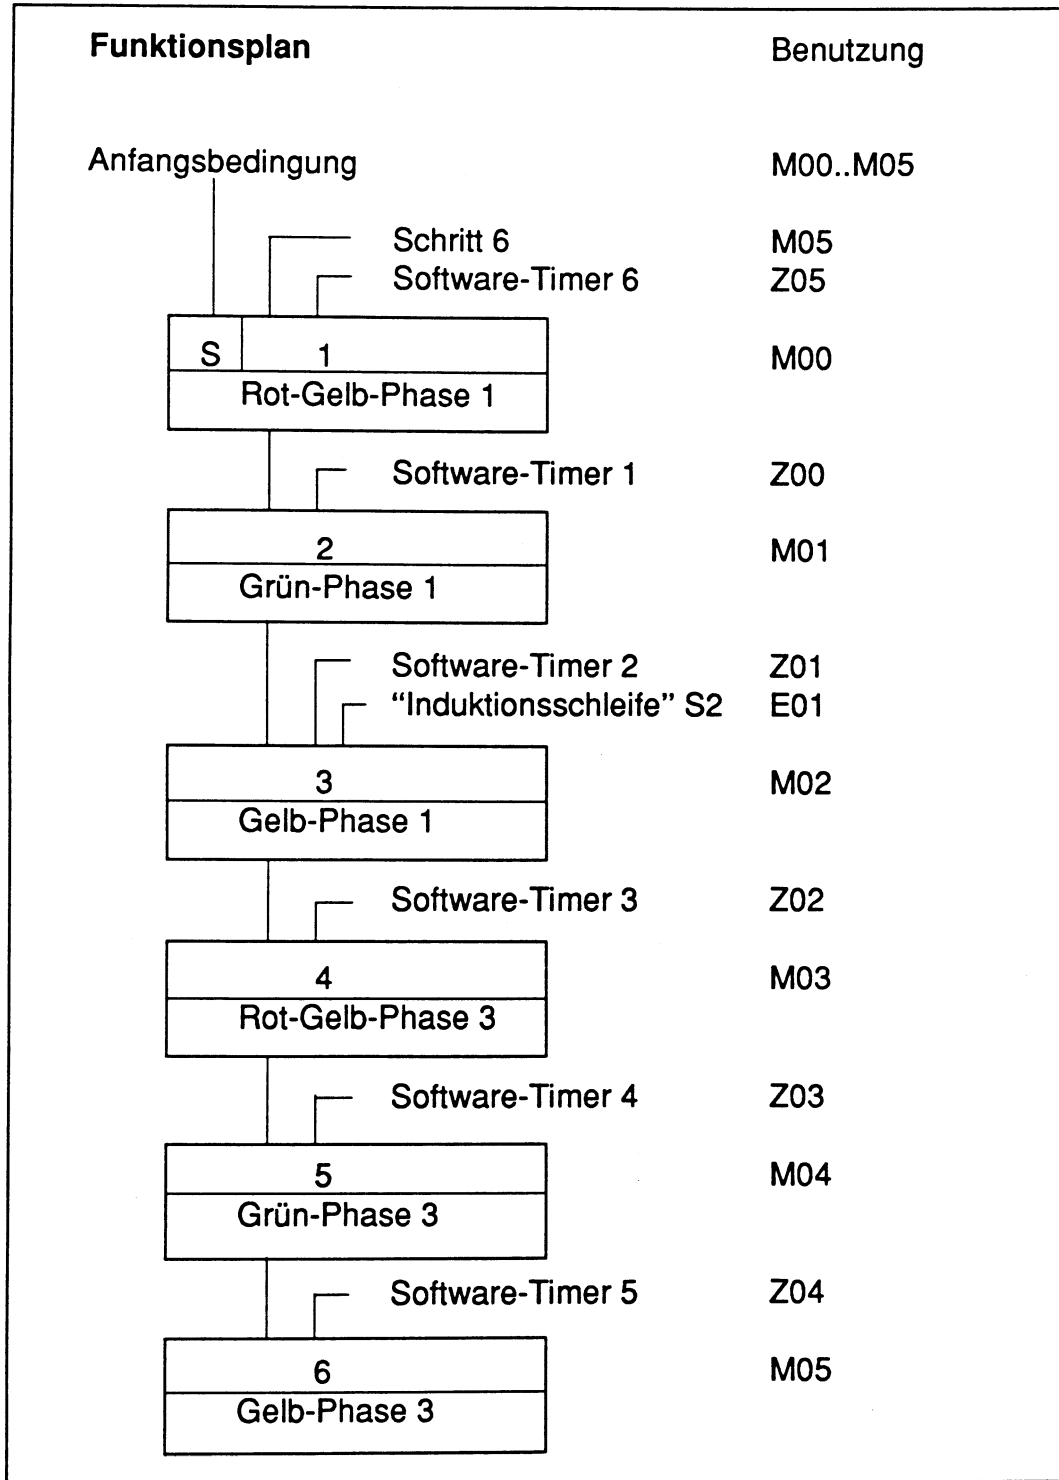 Funktionsplan Benutzung
Anfangsbedingung M00..M05
Schritt 6 M05
Software-Timer 6 Z05
S 1 M00
Rot-Gelb-Phase 1
Software-Timer 1 Z00
2 M01
Grün-Phase 1
Software-Timer 2 Z01
“Induktionsschleife” S2 E01
3 M02
Gelb-Phase 1
Software-Timer 3 Z02
4 M03
Rot-Gelb-Phase 3
Software-Timer 4 Z03
5 M04
Grün-Phase 3
Software-Timer 5 Z04
6 M05
Gelb-Phase 3